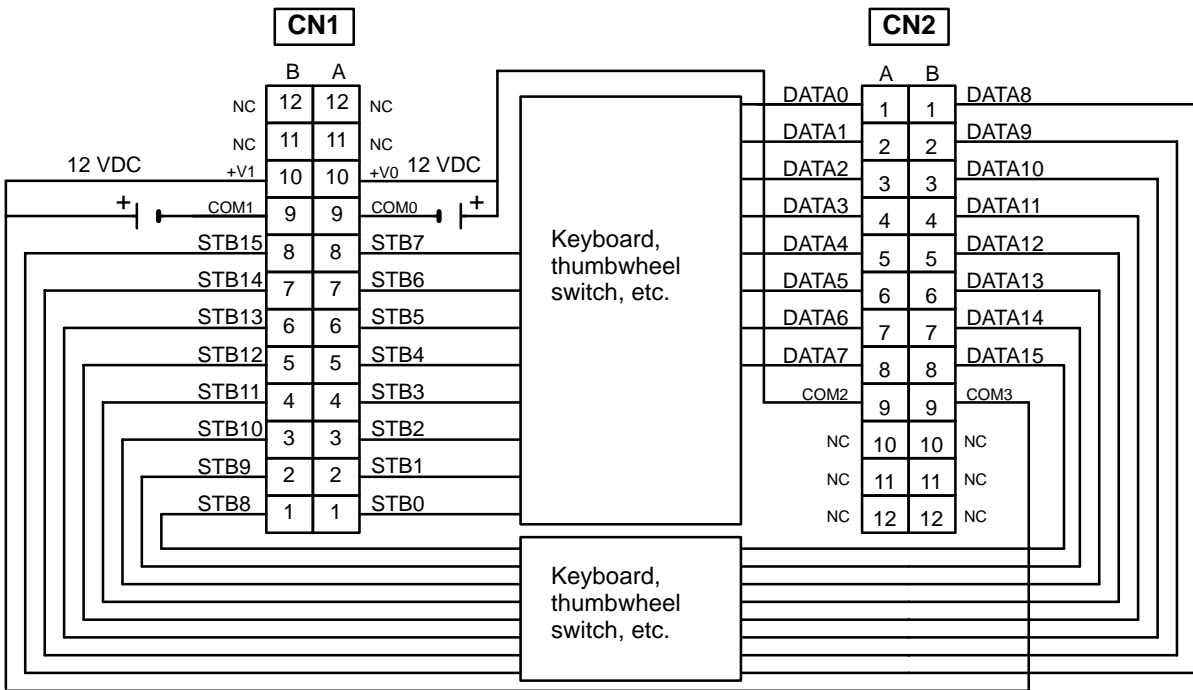 CN1 CN2
B A A B
NC 12 12 NC DATA0 1 1 DATA8
NC 11 11 NC DATA1 2 2 DATA9
12 VDC +V1 10 10 +V0 12 VDC DATA2 3 3 DATA10
+ COM1 9 9 COM0 + DATA3 4 4 DATA11
STB15 8 8 STB7 Keyboard, DATA4 5 5 DATA12
thumbwheel
STB14 7 7 STB6 switch, etc. DATA5 6 6 DATA13
STB13 6 6 STB5 DATA6 7 7 DATA14
STB12 5 5 STB4 DATA7 8 8 DATA15
STB11 4 4 STB3 COM2 9 9 COM3
STB10 3 3 STB2 NC 10 10 NC
STB9 2 2 STB1 NC 11 11 NC
STB8 1 1 STB0 NC 12 12 NC
Keyboard,
thumbwheel
switch, etc.